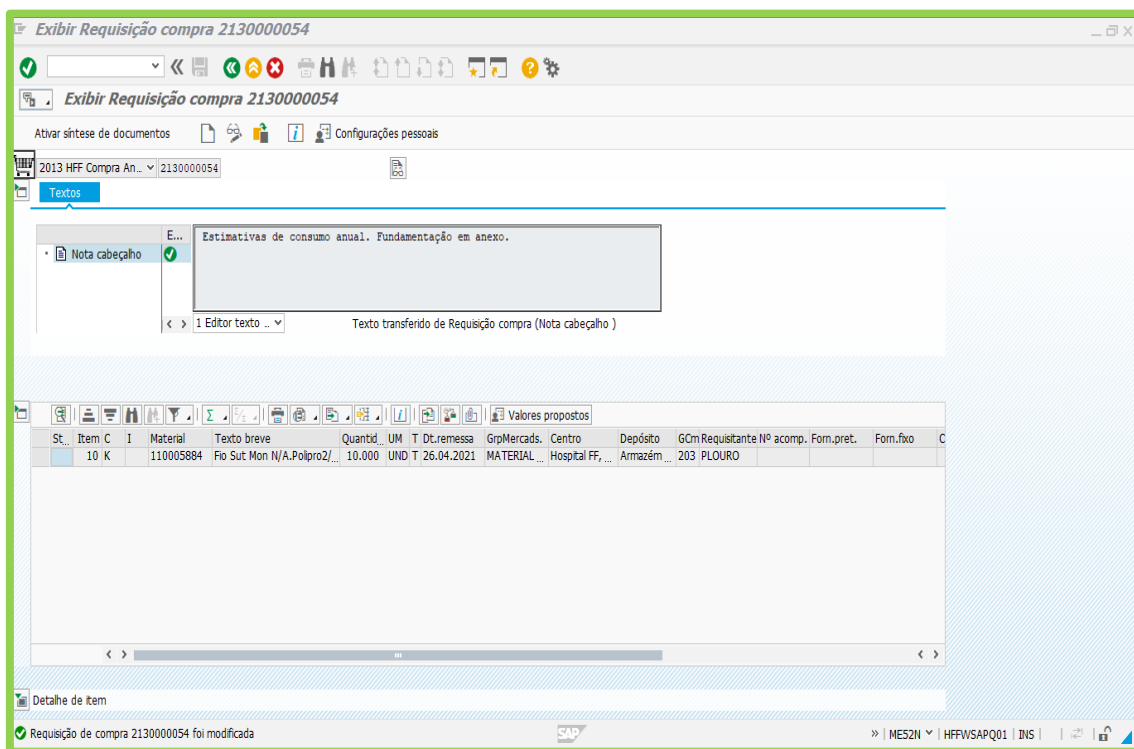 Exibir Requisição compra 2130000054
Exibir Requisição compra 2130000054
Ativar síntese de documentos Configurações pessoais
2013 HFF Compra An... 2130000054
Textos
E...
Nota cabeçalho
Estimativas de consumo anual. Fundamentação em anexo.
1 Editor texto .. Texto transferido de Requisição compra (Nota cabeçalho )
Valores propostos
St... Item C I Material Texto breve Quantid... UM T Dt.remessa GrpMercads. Centro Depósito GCm Requisitante Nº acomp. Forn.pret. Forn.fixo C
10 K 110005884 Fio Sut Mon N/A.Polipro2/... 10.000 UND T 26.04.2021 MATERIAL ... Hospital FF, ... Armazém ... 203 PLOURO
Detalhe de item
Requisição de compra 2130000054 foi modificada SAP » ME52N HFFWSAPQ01 INS